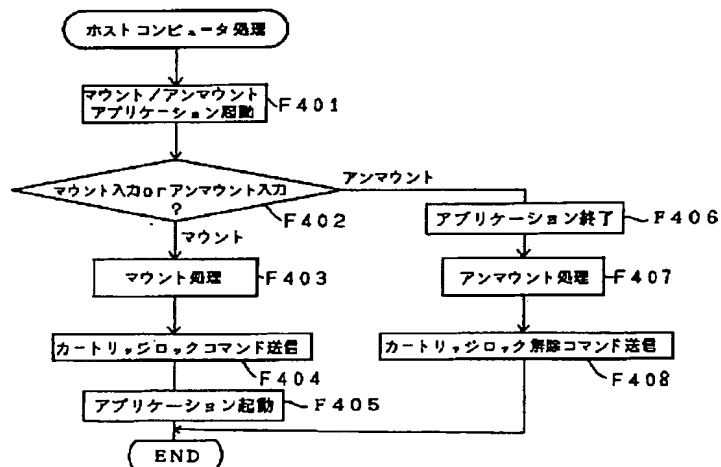 ホストコンピュータ処理
マウント/アンマウント
アプリケーション起動
F401
マウント入力orアンマウント入力
?
F402
アンマウント
マウント
マウント処理
F403
カートリッジロックコマンド送信
F404
アプリケーション起動
F405
アプリケーション終了
F406
アンマウント処理
F407
カートリッジロック解除コマンド送信
F408
END